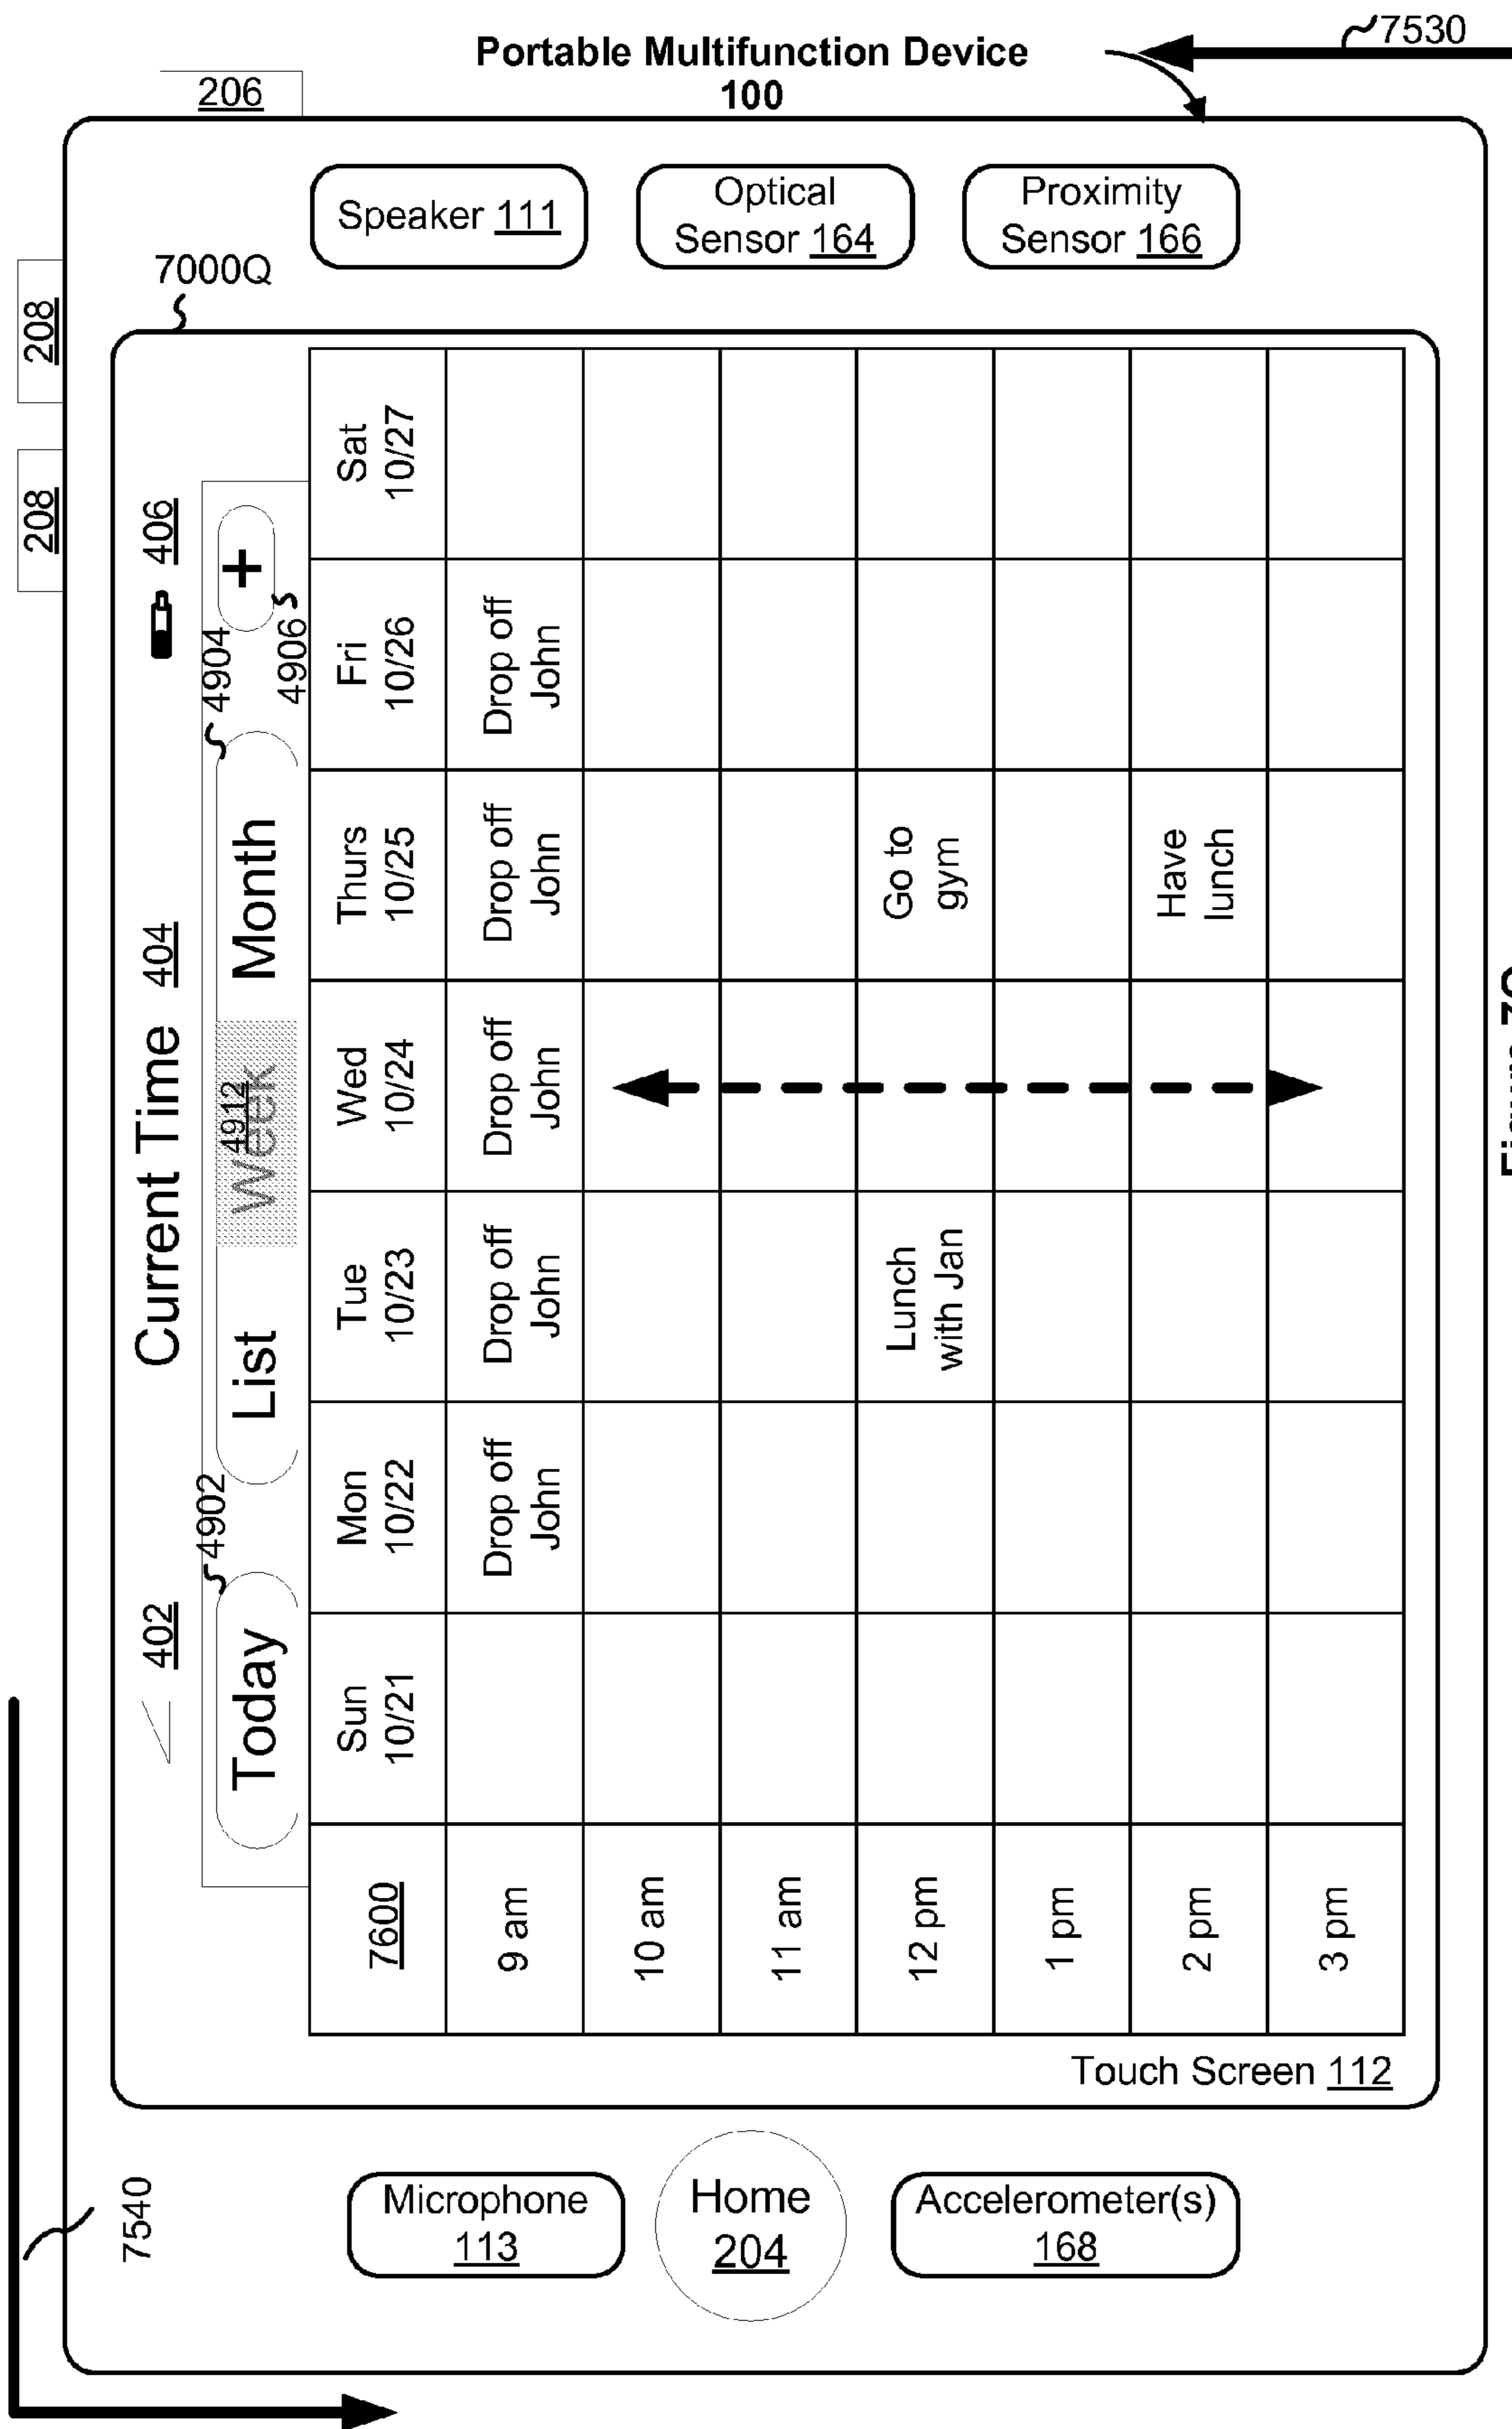 Portable Multifunction Device
100
7530
206
208
208
7000Q
Speaker 111
Optical
Sensor 164
Proximity
Sensor 166
402
Current Time 404
406
4902
4904
4906
Today
List
Week
4912
Month
+
7600
Sun
10/21
Mon
10/22
Tue
10/23
Wed
10/24
Thurs
10/25
Fri
10/26
Sat
10/27
9 am
Drop off
John
Drop off
John
Drop off
John
Drop off
John
Drop off
John
10 am
11 am
12 pm
Lunch
with Jan
Go to
gym
1 pm
2 pm
Have
lunch
3 pm
Touch Screen 112
7540
Microphone
113
Home
204
Accelerometer(s)
168